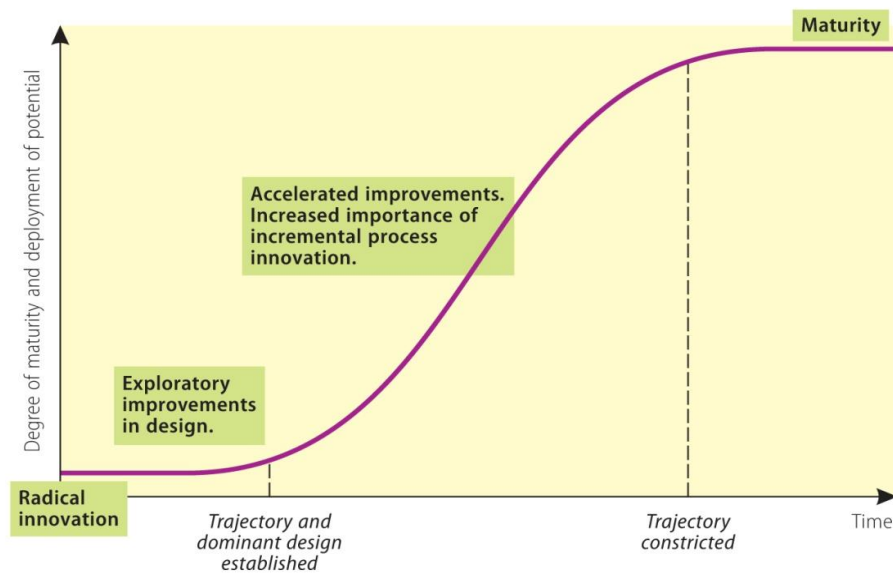 Maturity
Degree of maturity and deployment of potential
Accelerated improvements.
Increased importance of
incremental process
innovation.
Exploratory
improvements
in design.
Radical
innovation
Trajectory and
dominant design
established
Trajectory
constricted
Time